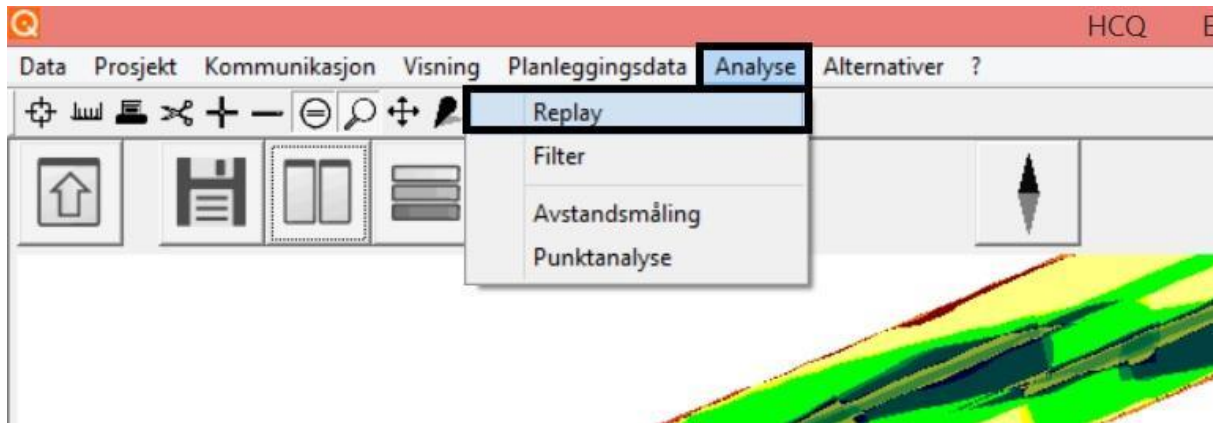 HCQ
Data Prosjekt Kommunikasjon Visning Planleggingsdata Analyse Alternativer ?
Replay
Filter
Avstandsmåling
Punktanalyse